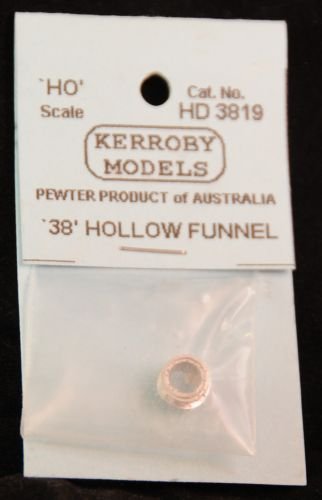 'HO' Cat. No.
Scale HD 3819
KERROBY
MODELS
PEWTER PRODUCT of AUSTRALIA
'38' HOLLOW FUNNEL